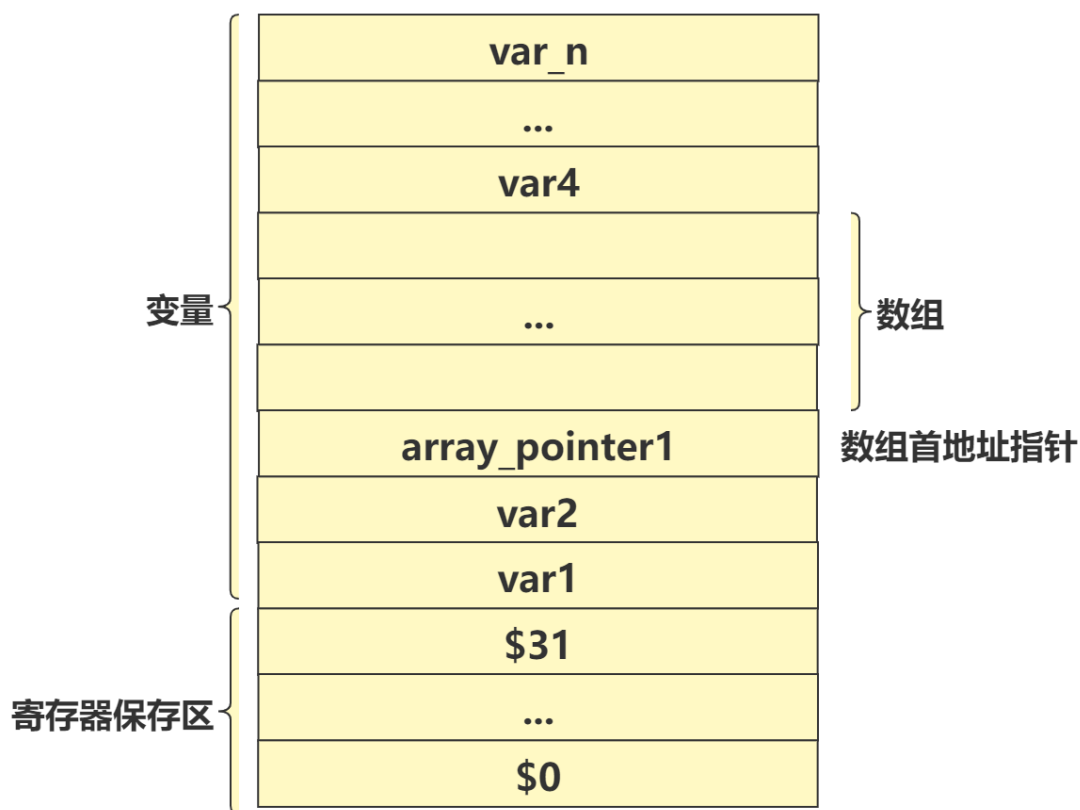 var_n
...
var4
变量
...
数组
array_pointer1
数组首地址指针
var2
var1
$31
寄存器保存区
...
$0